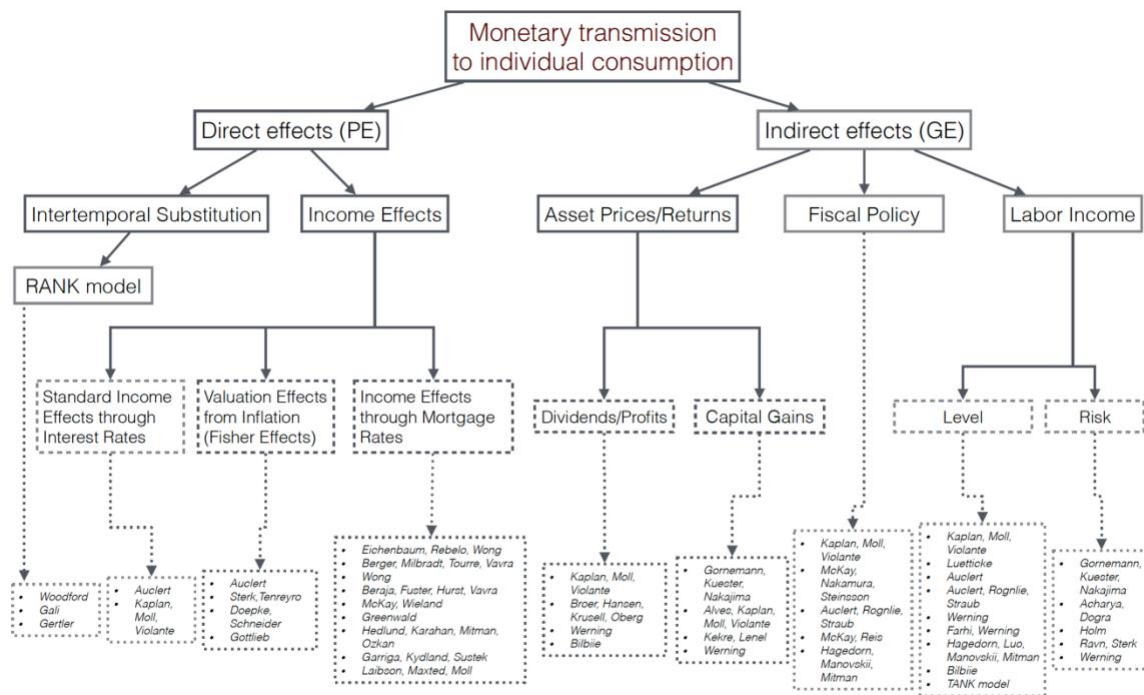 Monetary transmission
to individual consumption
Direct effects (PE)
Indirect effects (GE)
Intertemporal Substitution
Income Effects
Asset Prices/Returns
Fiscal Policy
Labor Income
RANK model
Standard Income
Effects through
Interest Rates
Valuation Effects
from Inflation
(Fisher Effects)
Income Effects
through Mortgage
Rates
Dividends/Profits
Capital Gains
Level
Risk
• Woodford
• Gali
• Gertler
• Auclert
• Kaplan,
Moll,
Violante
• Auclert
• Sterk,Tenreyro
• Doepke,
Schneider
• Gottlieb
• Eichenbaum, Rebelo, Wong
• Berger, Milbradt, Tourre, Vavra
• Wong
• Beraja, Fuster, Hurst, Vavra
• McKay, Wieland
• Greenwald
• Hedlund, Karahan, Mitman,
Ozkan
• Garriga, Kydland, Sustek
• Laibson, Maxted, Moll
• Kaplan, Moll,
Violante
• Broer, Hansen,
Krusell, Oberg
• Werning
• Bilbiie
• Gornemann,
Kuester,
Nakajima
• Alves, Kaplan,
Moll, Violante
• Kekre, Lenel
• Werning
• Kaplan, Moll,
Violante
• McKay,
Nakamura,
Steinsson
• Auclert, Rognlie,
Straub
• McKay, Reis
• Hagedorn,
Manovskii,
Mitman
• Kaplan, Moll,
Violante
• Luetticke
• Auclert
• Auclert, Rognlie,
Straub
• Werning
• Farhi, Werning
• Hagedorn, Luo,
Manovskii, Mitman
• Bilbiie
• TANK model
• Gornemann,
Kuester,
Nakajima
• Acharya,
Dogra
• Holm
• Ravn, Sterk
• Werning